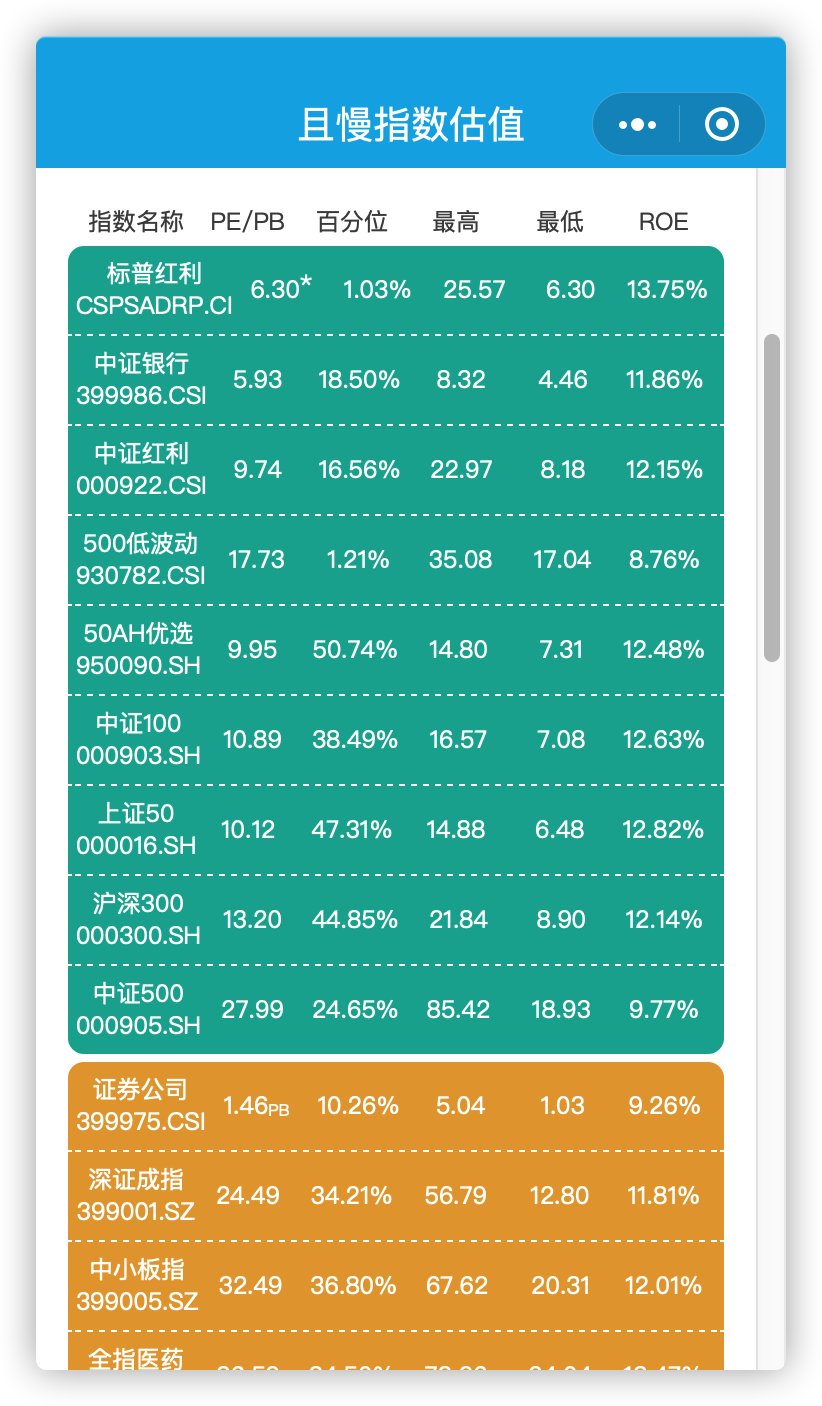 且慢指数估值
指数名称 PE/PB 百分位 最高 最低 ROE
标普红利
CSPSADRP.CI 6.30* 1.03% 25.57 6.30 13.75%
中证银行
399986.CSI 5.93 18.50% 8.32 4.46 11.86%
中证红利
000922.CSI 9.74 16.56% 22.97 8.18 12.15%
500低波动
930782.CSI 17.73 1.21% 35.08 17.04 8.76%
50AH优选
950090.SH 9.95 50.74% 14.80 7.31 12.48%
中证100
000903.SH 10.89 38.49% 16.57 7.08 12.63%
上证50
000016.SH 10.12 47.31% 14.88 6.48 12.82%
沪深300
000300.SH 13.20 44.85% 21.84 8.90 12.14%
中证500
000905.SH 27.99 24.65% 85.42 18.93 9.77%
证券公司
399975.CSI 1.46PB 10.26% 5.04 1.03 9.26%
深证成指
399001.SZ 24.49 34.21% 56.79 12.80 11.81%
中小板指
399005.SZ 32.49 36.80% 67.62 20.31 12.01%
全指医药